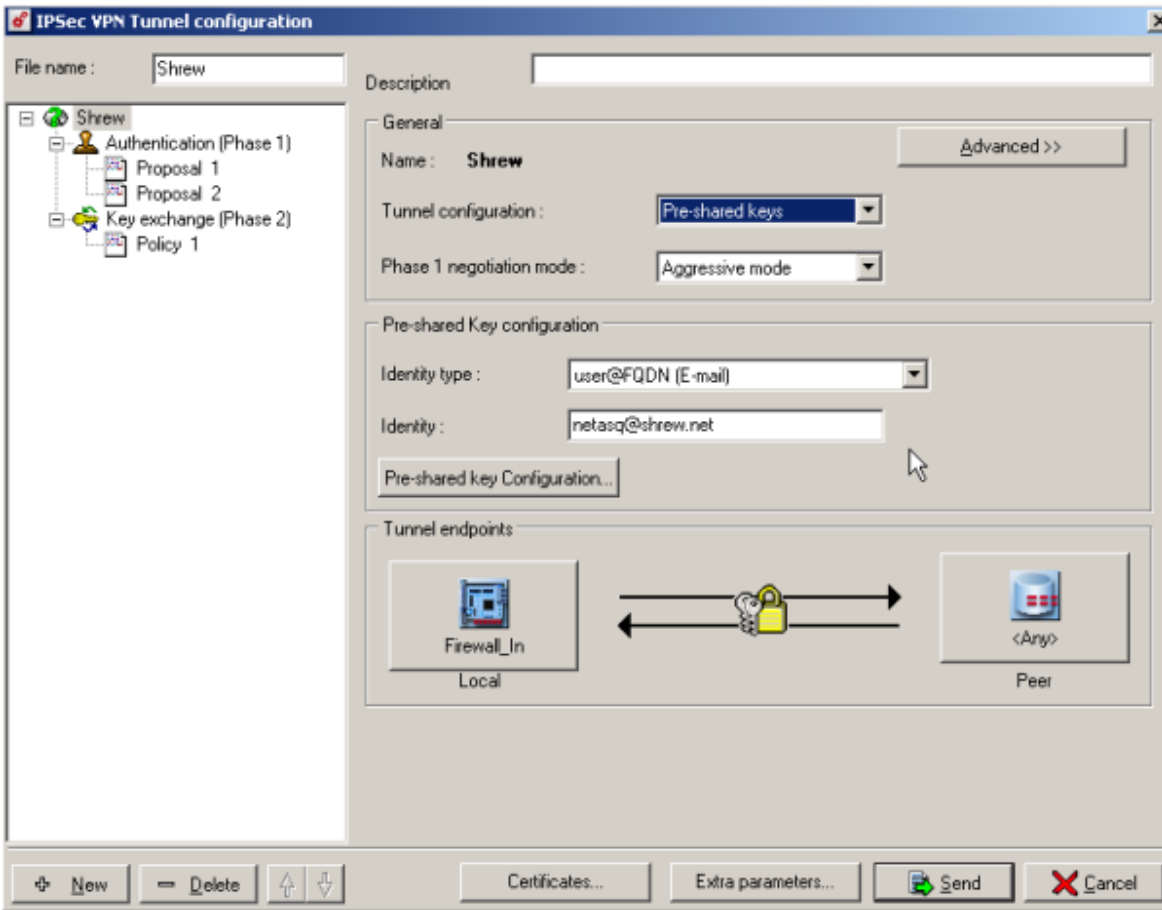 IPSec VPN Tunnel configuration
File name : Shrew
Description
Shrew
Authentication (Phase 1)
Proposal 1
Proposal 2
Key exchange (Phase 2)
Policy 1
General
Name : Shrew
Advanced >>
Tunnel configuration : Pre-shared keys
Phase 1 negotiation mode : Aggressive mode
Pre-shared Key configuration
Identity type : user@FQDN (E-mail)
Identity : netasq@shrew.net
Pre-shared key Configuration...
Tunnel endpoints
Firewall_In
Local
<Any>
Peer
New Delete Certificates... Extra parameters... Send Cancel